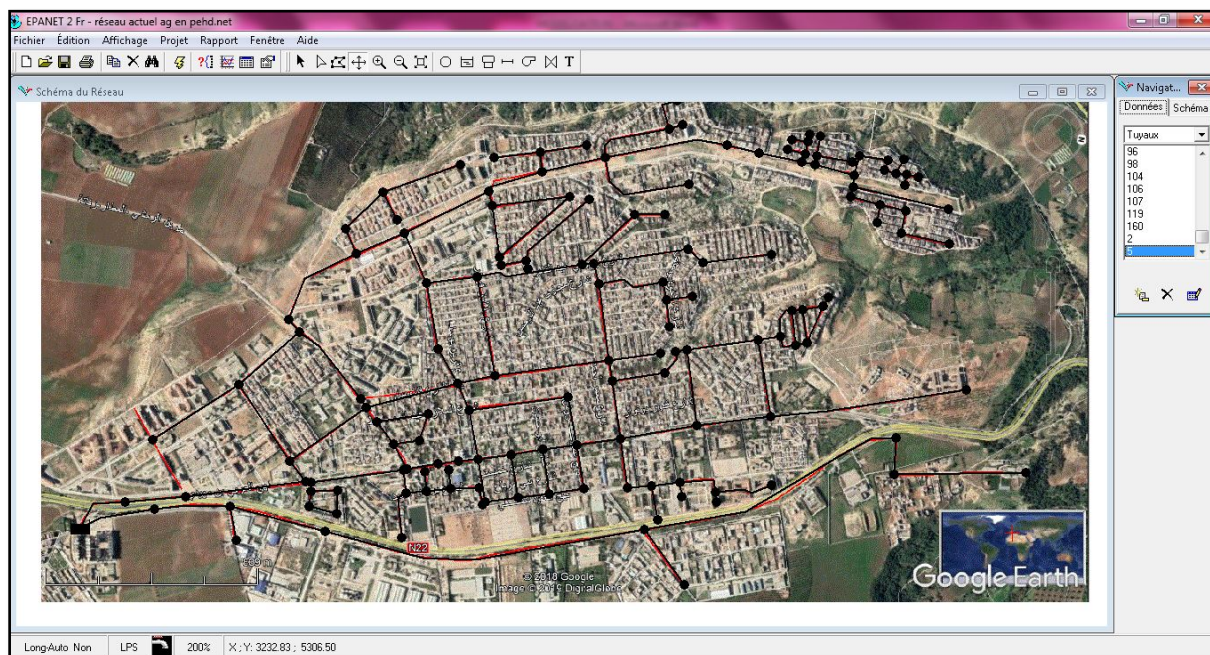 EPANET 2 Fr - réseau actuel ag en pehd.net
Fichier Édition Affichage Projet Rapport Fenêtre Aide
T
Schéma du Réseau
Navigat...
Données Schéma
Tuyaux
96
98
104
106
107
119
160
2
5
N
N22
509 m
© 2018 Google
Image © 2019 DigitalGlobe
Google Earth
Long-Auto Non LPS 200% X ; Y: 3232.83 ; 5306.50